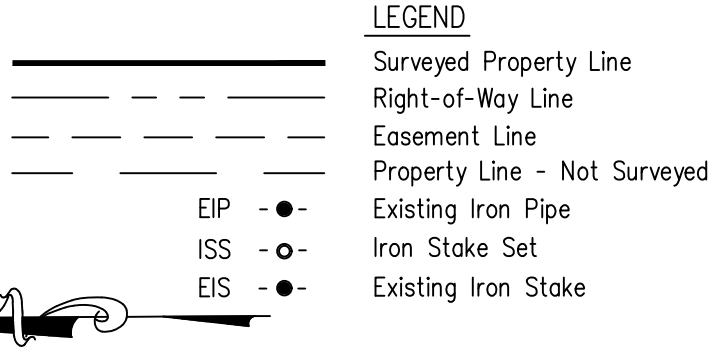 LEGEND
Surveyed Property Line
Right-of-Way Line
Easement Line
Property Line - Not Surveyed
EIP Existing Iron Pipe
ISS Iron Stake Set
EIS Existing Iron Stake